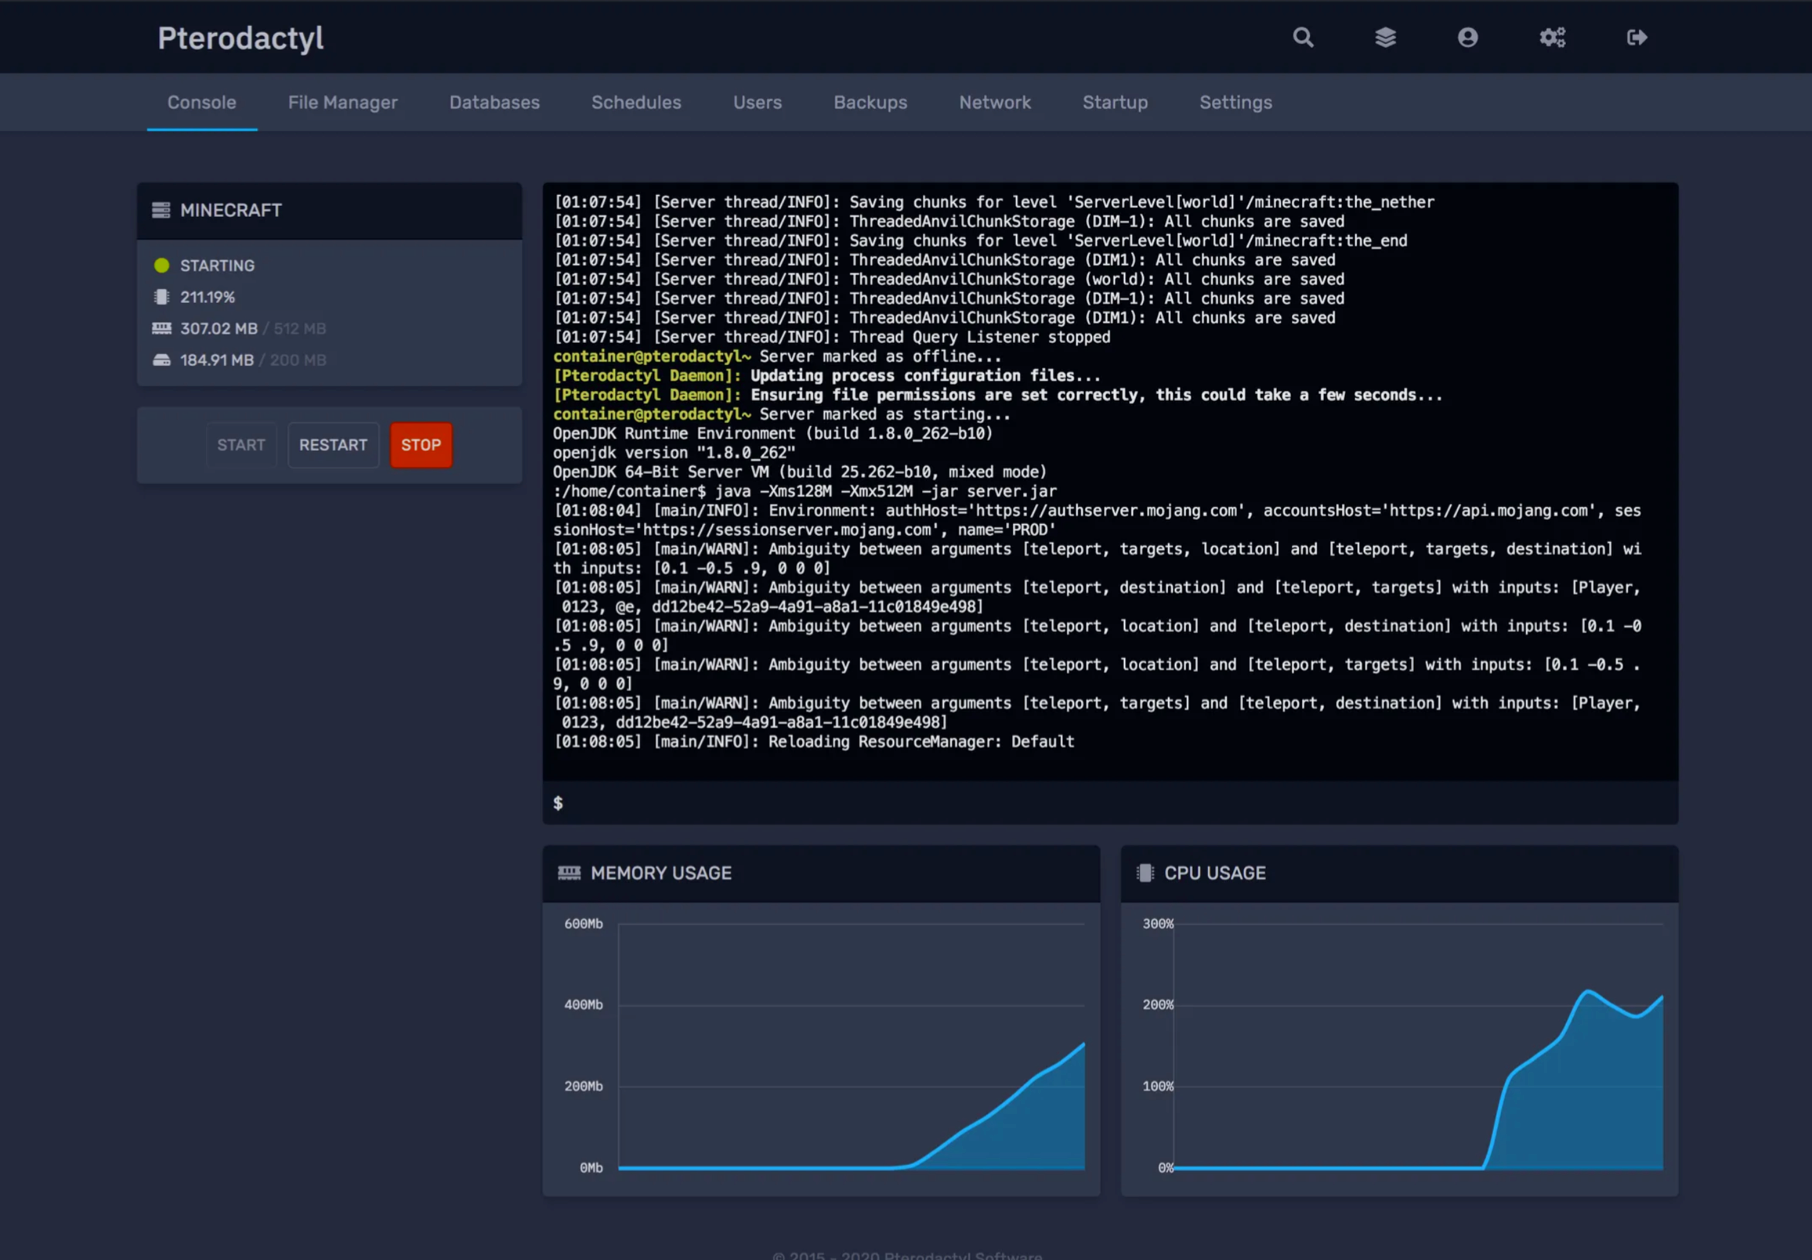 Pterodactyl
Console File Manager Databases Schedules Users Backups Network Startup Settings
MINECRAFT
STARTING
211.19%
307.02 MB / 512 MB
184.91 MB / 200 MB
START RESTART STOP
[01:07:54] [Server thread/INFO]: Saving chunks for level 'ServerLevel[world]'/minecraft:the_nether
[01:07:54] [Server thread/INFO]: ThreadedAnvilChunkStorage (DIM-1): All chunks are saved
[01:07:54] [Server thread/INFO]: Saving chunks for level 'ServerLevel[world]'/minecraft:the_end
[01:07:54] [Server thread/INFO]: ThreadedAnvilChunkStorage (DIM1): All chunks are saved
[01:07:54] [Server thread/INFO]: ThreadedAnvilChunkStorage (world): All chunks are saved
[01:07:54] [Server thread/INFO]: ThreadedAnvilChunkStorage (DIM-1): All chunks are saved
[01:07:54] [Server thread/INFO]: ThreadedAnvilChunkStorage (DIM1): All chunks are saved
[01:07:54] [Server thread/INFO]: Thread Query Listener stopped
container@pterodactyl~ Server marked as offline...
[Pterodactyl Daemon]: Updating process configuration files...
[Pterodactyl Daemon]: Ensuring file permissions are set correctly, this could take a few seconds...
container@pterodactyl~ Server marked as starting...
OpenJDK Runtime Environment (build 1.8.0_262-b10)
openjdk version "1.8.0_262"
OpenJDK 64-Bit Server VM (build 25.262-b10, mixed mode)
:/home/container$ java -Xms128M -Xmx512M -jar server.jar
[01:08:04] [main/INFO]: Environment: authHost='https://authserver.mojang.com', accountsHost='https://api.mojang.com', ses
sionHost='https://sessionserver.mojang.com', name='PROD'
[01:08:05] [main/WARN]: Ambiguity between arguments [teleport, targets, location] and [teleport, targets, destination] wi
th inputs: [0.1 -0.5 .9, 0 0 0]
[01:08:05] [main/WARN]: Ambiguity between arguments [teleport, destination] and [teleport, targets] with inputs: [Player,
0123, @e, dd12be42-52a9-4a91-a8a1-11c01849e498]
[01:08:05] [main/WARN]: Ambiguity between arguments [teleport, location] and [teleport, destination] with inputs: [0.1 -0
.5 .9, 0 0 0]
[01:08:05] [main/WARN]: Ambiguity between arguments [teleport, location] and [teleport, targets] with inputs: [0.1 -0.5 .
9, 0 0 0]
[01:08:05] [main/WARN]: Ambiguity between arguments [teleport, targets] and [teleport, destination] with inputs: [Player,
0123, dd12be42-52a9-4a91-a8a1-11c01849e498]
[01:08:05] [main/INFO]: Reloading ResourceManager: Default
$
MEMORY USAGE
600Mb
400Mb
200Mb
0Mb
CPU USAGE
300%
200%
100%
0%
© 2015 - 2020 Pterodactyl Software